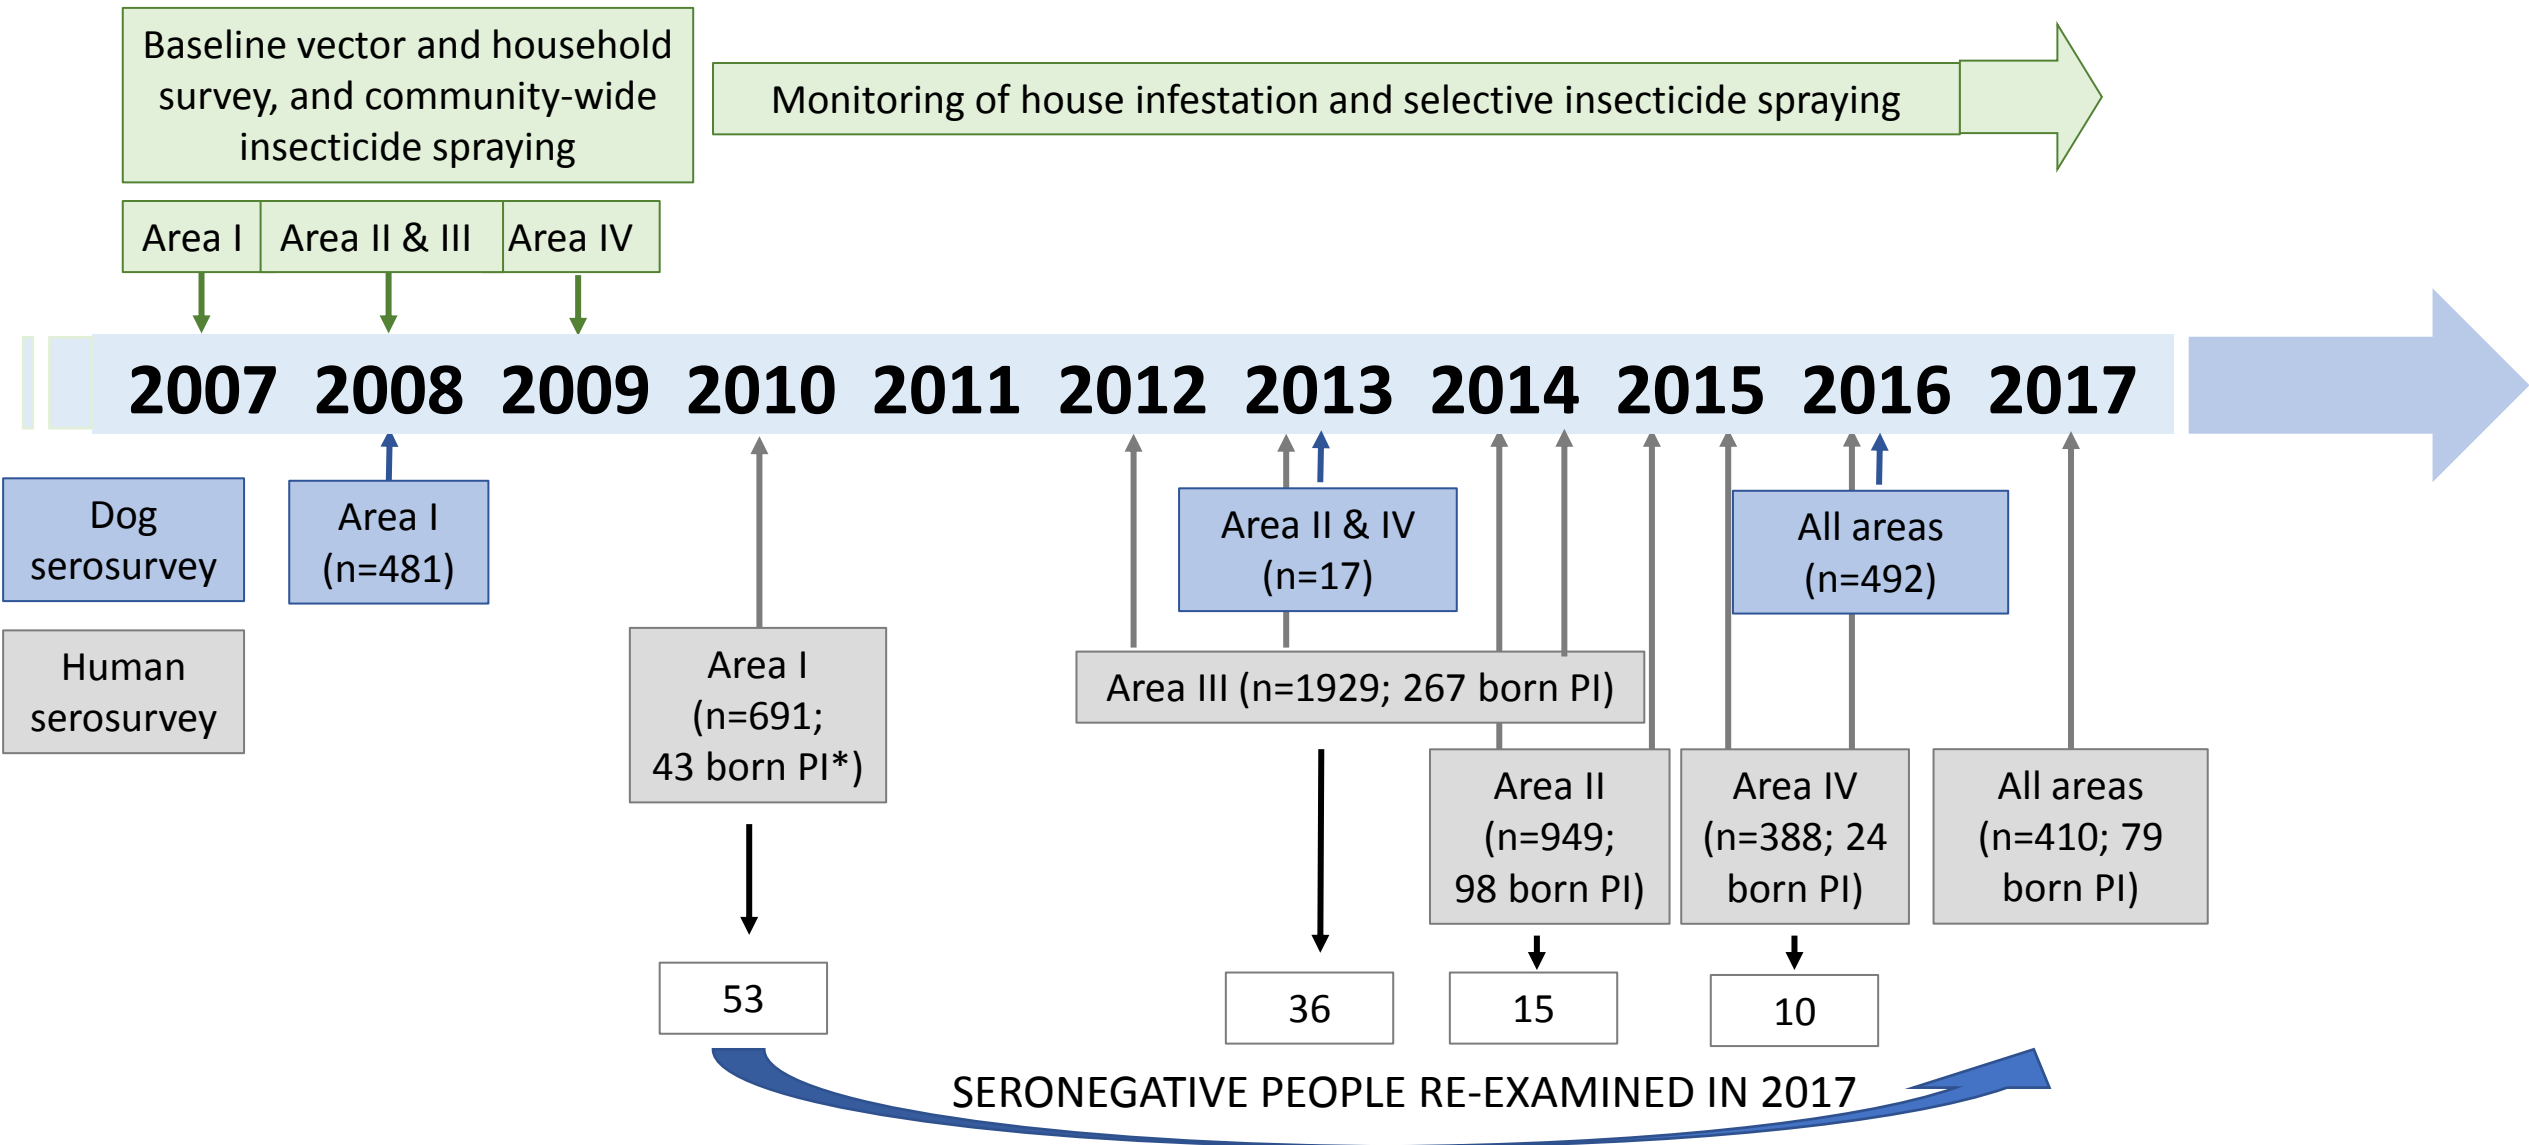 Baseline vector and household
survey, and community-wide
insecticide spraying
Monitoring of house infestation and selective insecticide spraying
Area I
Area II & III
Area IV
2007 2008 2009 2010 2011 2012 2013 2014 2015 2016 2017
Dog
serosurvey
Area I
(n=481)
Area II & IV
(n=17)
All areas
(n=492)
Human
serosurvey
Area I
(n=691;
43 born PI*)
Area III (n=1929; 267 born PI)
Area II
(n=949;
98 born PI)
Area IV
(n=388; 24
born PI)
All areas
(n=410; 79
born PI)
53
36
15
10
SERONEGATIVE PEOPLE RE-EXAMINED IN 2017